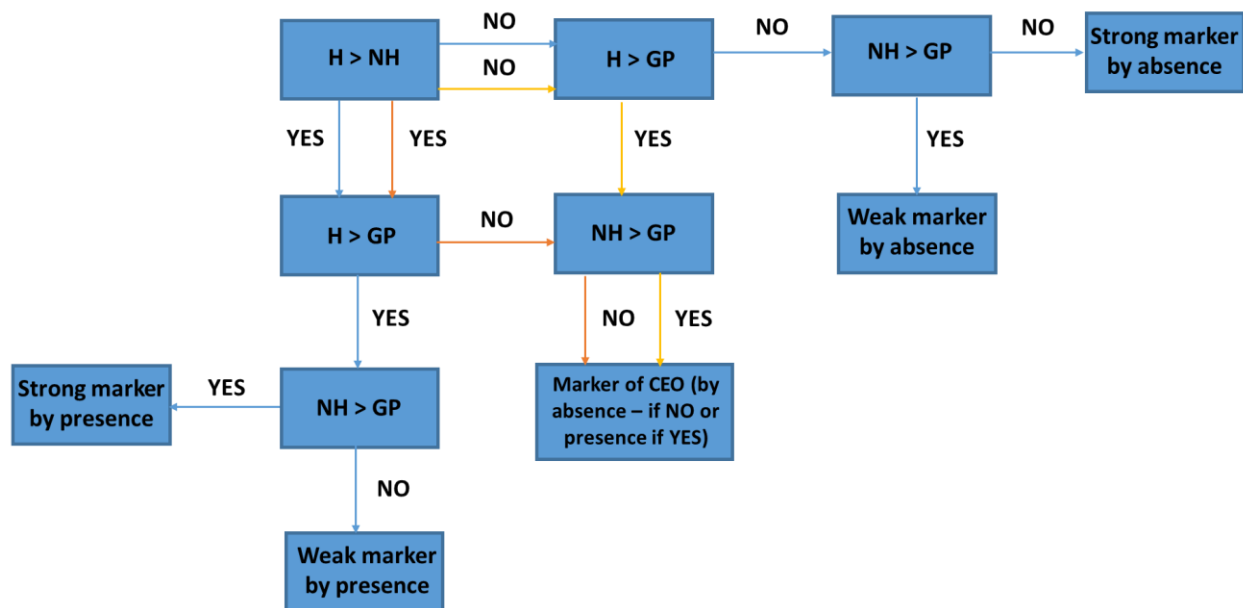 NO
H > NH
NO
H > GP
NO
NH > GP
NO
Strong marker
by absence
YES
YES
YES
YES
H > GP
NO
NH > GP
Weak marker
by absence
YES
NO
YES
Strong marker
by presence
YES
NH > GP
Marker of CEO (by
absence – if NO or
presence if YES)
NO
Weak marker
by presence